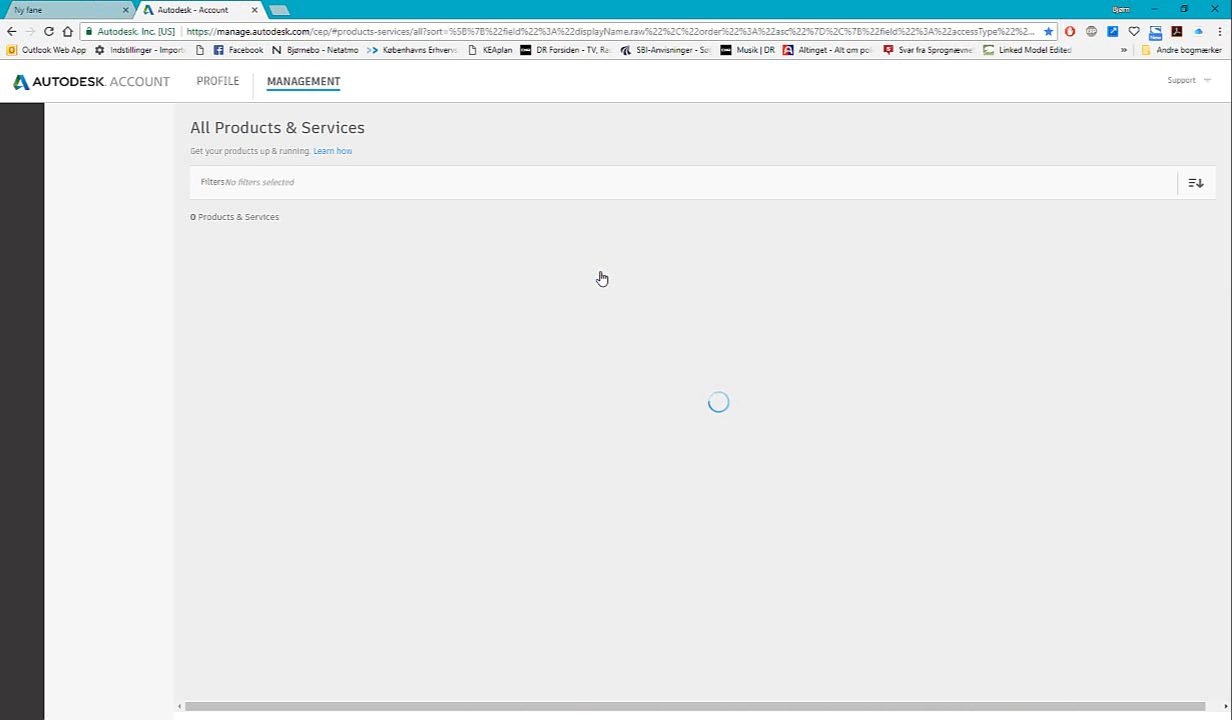 Ny fane
Autodesk - Account
Bjørn
Autodesk, Inc. [US]
https://manage.autodesk.com/cep/#products-services/all?sort=%5B%7B%22field%22%3A%22displayName.raw%22%2C%22order%22%3A%22asc%22%7D%2C%7B%22field%22%3A%22accessType%22%2...
Outlook Web App
Indstillinger - Import
Facebook
Bjørnebo - Netatmo
Københavns Erhverv
KEAplan
DR Forsiden - TV, Ra
SBI-Anvisninger - Sø
Musik | DR
Altinget - Alt om pol
Svar fra Sprognævn
Linked Model Edited
»
Andre bogmærker
AUTODESK. ACCOUNT
PROFILE
MANAGEMENT
Support
All Products & Services
Get your products up & running. Learn how
Filters No filters selected
0 Products & Services